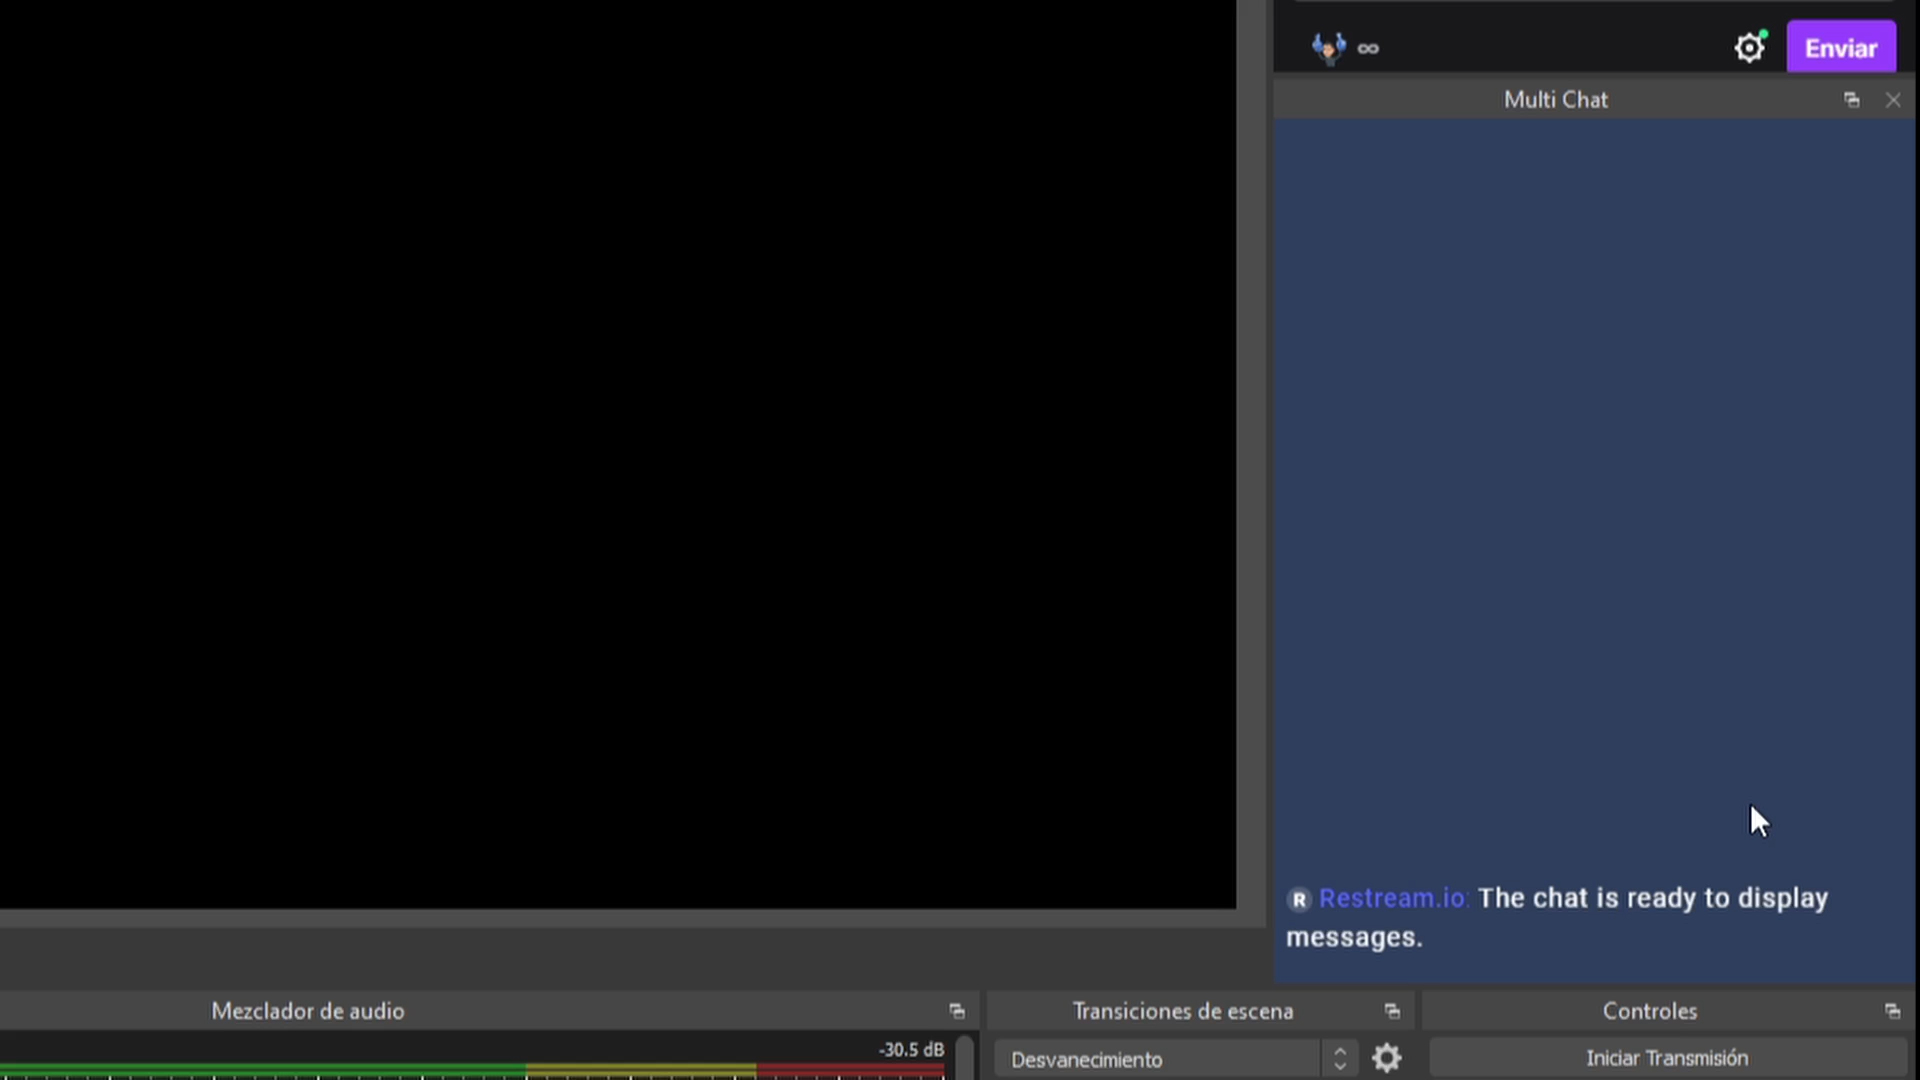 ∞
Enviar
Multi Chat
R Restream.io: The chat is ready to display
messages.
Mezclador de audio
Transiciones de escena
Controles
-30.5 dB
Desvanecimiento
Iniciar Transmisión